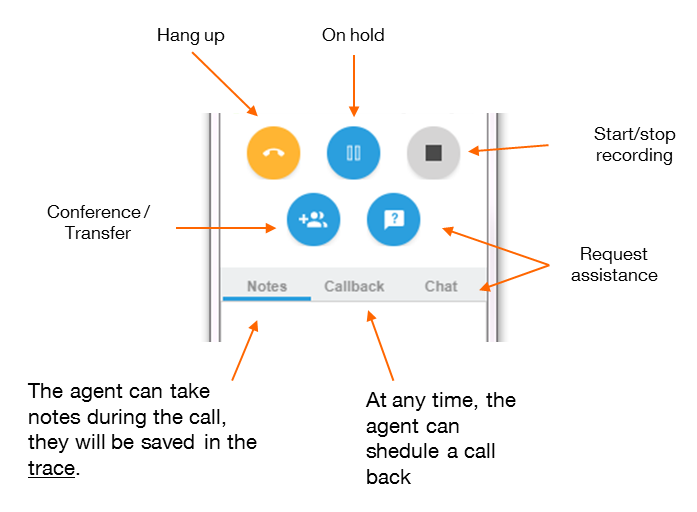 Hang up
On hold
Start/stop
recording
Conference /
Transfer
?
Request
assistance
Notes
Callback
Chat
The agent can take
notes during the call,
they will be saved in the
trace.
At any time, the
agent can
shedule a call
back